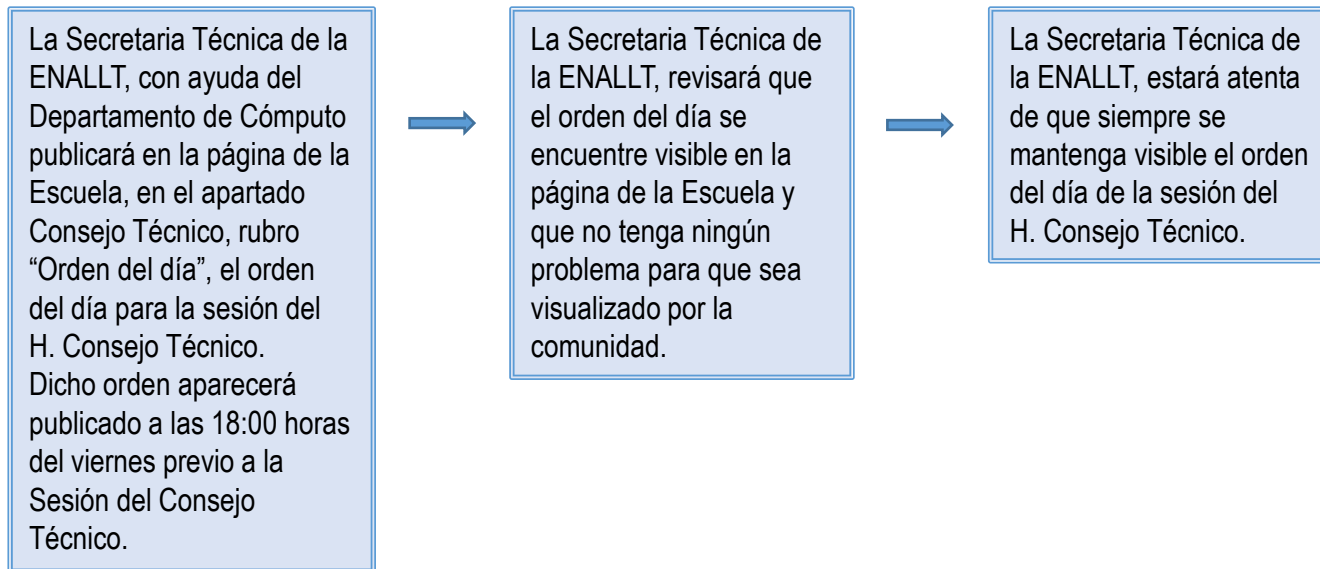 La Secretaria Técnica de la
ENALLT, con ayuda del
Departamento de Cómputo
publicará en la página de la
Escuela, en el apartado
Consejo Técnico, rubro
“Orden del día”, el orden
del día para la sesión del
H. Consejo Técnico.
Dicho orden aparecerá
publicado a las 18:00 horas
del viernes previo a la
Sesión del Consejo
Técnico.
La Secretaria Técnica de
la ENALLT, revisará que
el orden del día se
encuentre visible en la
página de la Escuela y
que no tenga ningún
problema para que sea
visualizado por la
comunidad.
La Secretaria Técnica de
la ENALLT, estará atenta
de que siempre se
mantenga visible el orden
del día de la sesión del
H. Consejo Técnico.